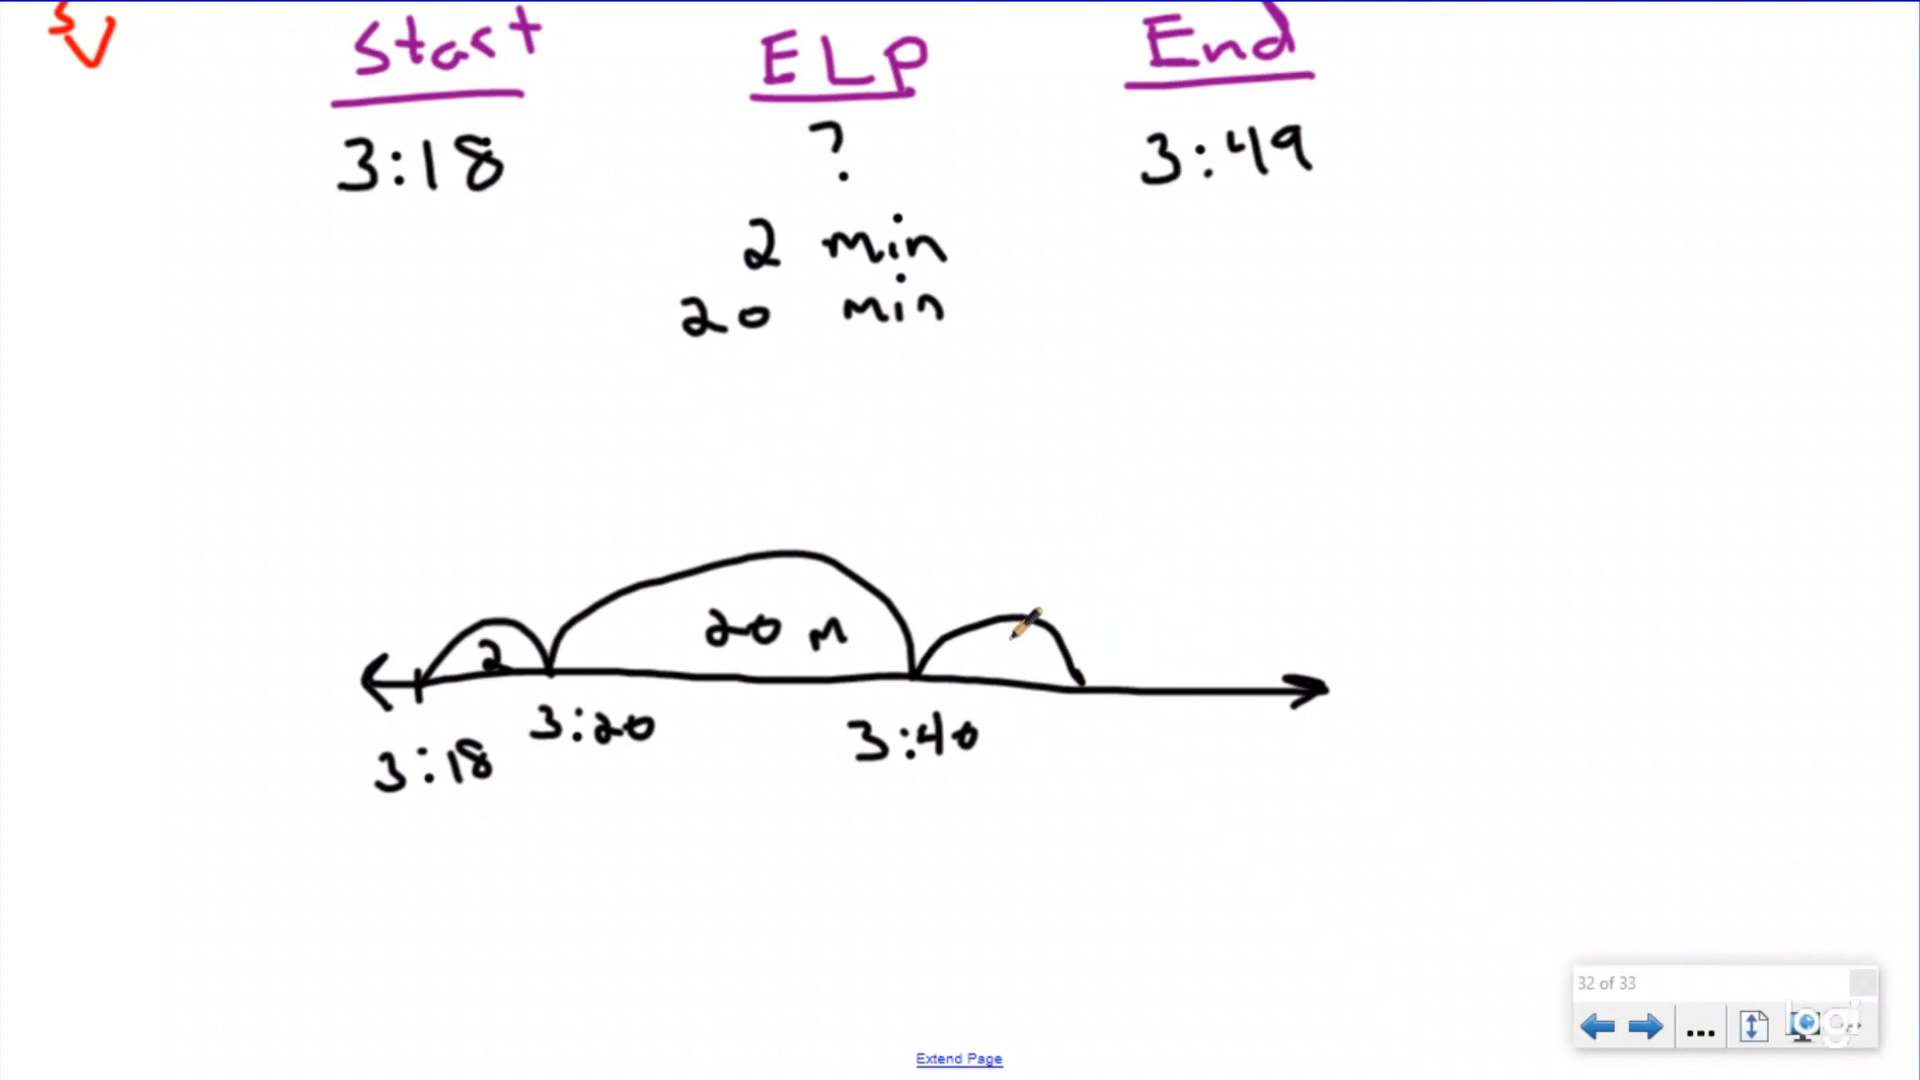 Start ELP End
3:18 ? 3:49
2 min
20 min
2 20 m
3:18 3:20 3:40
32 of 33
Extend Page